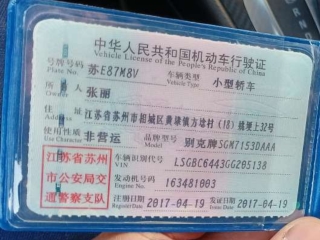 中华人民共和国机动车行驶证
Vehicle License of the People's Republic of China
号牌号码 苏E87M8V 车辆类型 小型轿车
Plate No. Vehicle Type
所有人 张丽
Owner
住址 江苏省苏州市相城区黄埭镇方埝村(18)姚埂上32号
Address
使用性质 非营运 品牌型号 别克牌SGM7153DAAA
Use Character Model
江苏省苏州 车辆识别代号 LSGBC6443GG205138
VIN
市公安局交 发动机号码 163481003
Engine No.
通警察支队 注册日期 2017-04-19 发证日期 2017-04-19
Register Date Issue Date